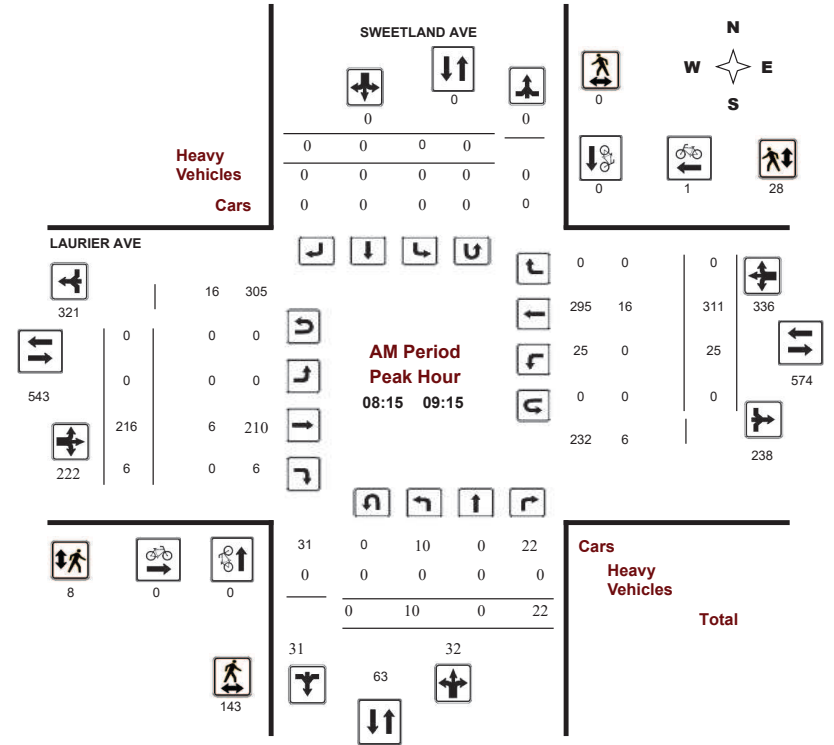 SWEETLAND AVE
N
W E
S
0
0
0
0 0
0 0 0 0
Heavy
Vehicles
0 0 0 0 0
Cars
0 0 0 0 0
0 1 28
LAURIER AVE
16 305
321
0 0 0
543
0 0 0
216 6 210
222
6 0 6
AM Period
Peak Hour
08:15 09:15
0 0 0
295 16 311 336
25 0 25
574
0 0 0
232 6
238
31 0 10 0 22
0 0 0 0 0
0 10 0 22
31 32
63
Cars
Heavy
Vehicles
Total
8 0 0
143